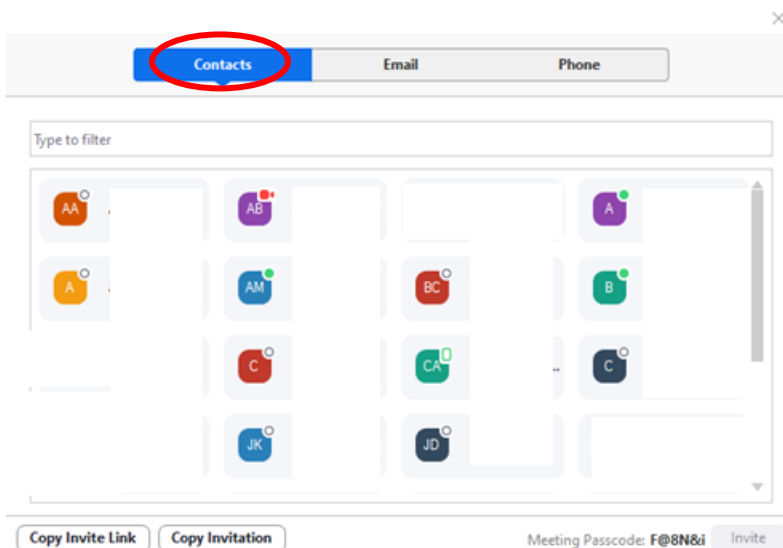 Contacts Email Phone
Type to filter
AA AB A
A AM BC B
C CA ... C
JK JD
Copy Invite Link Copy Invitation Meeting Passcode: F@8N&i Invite